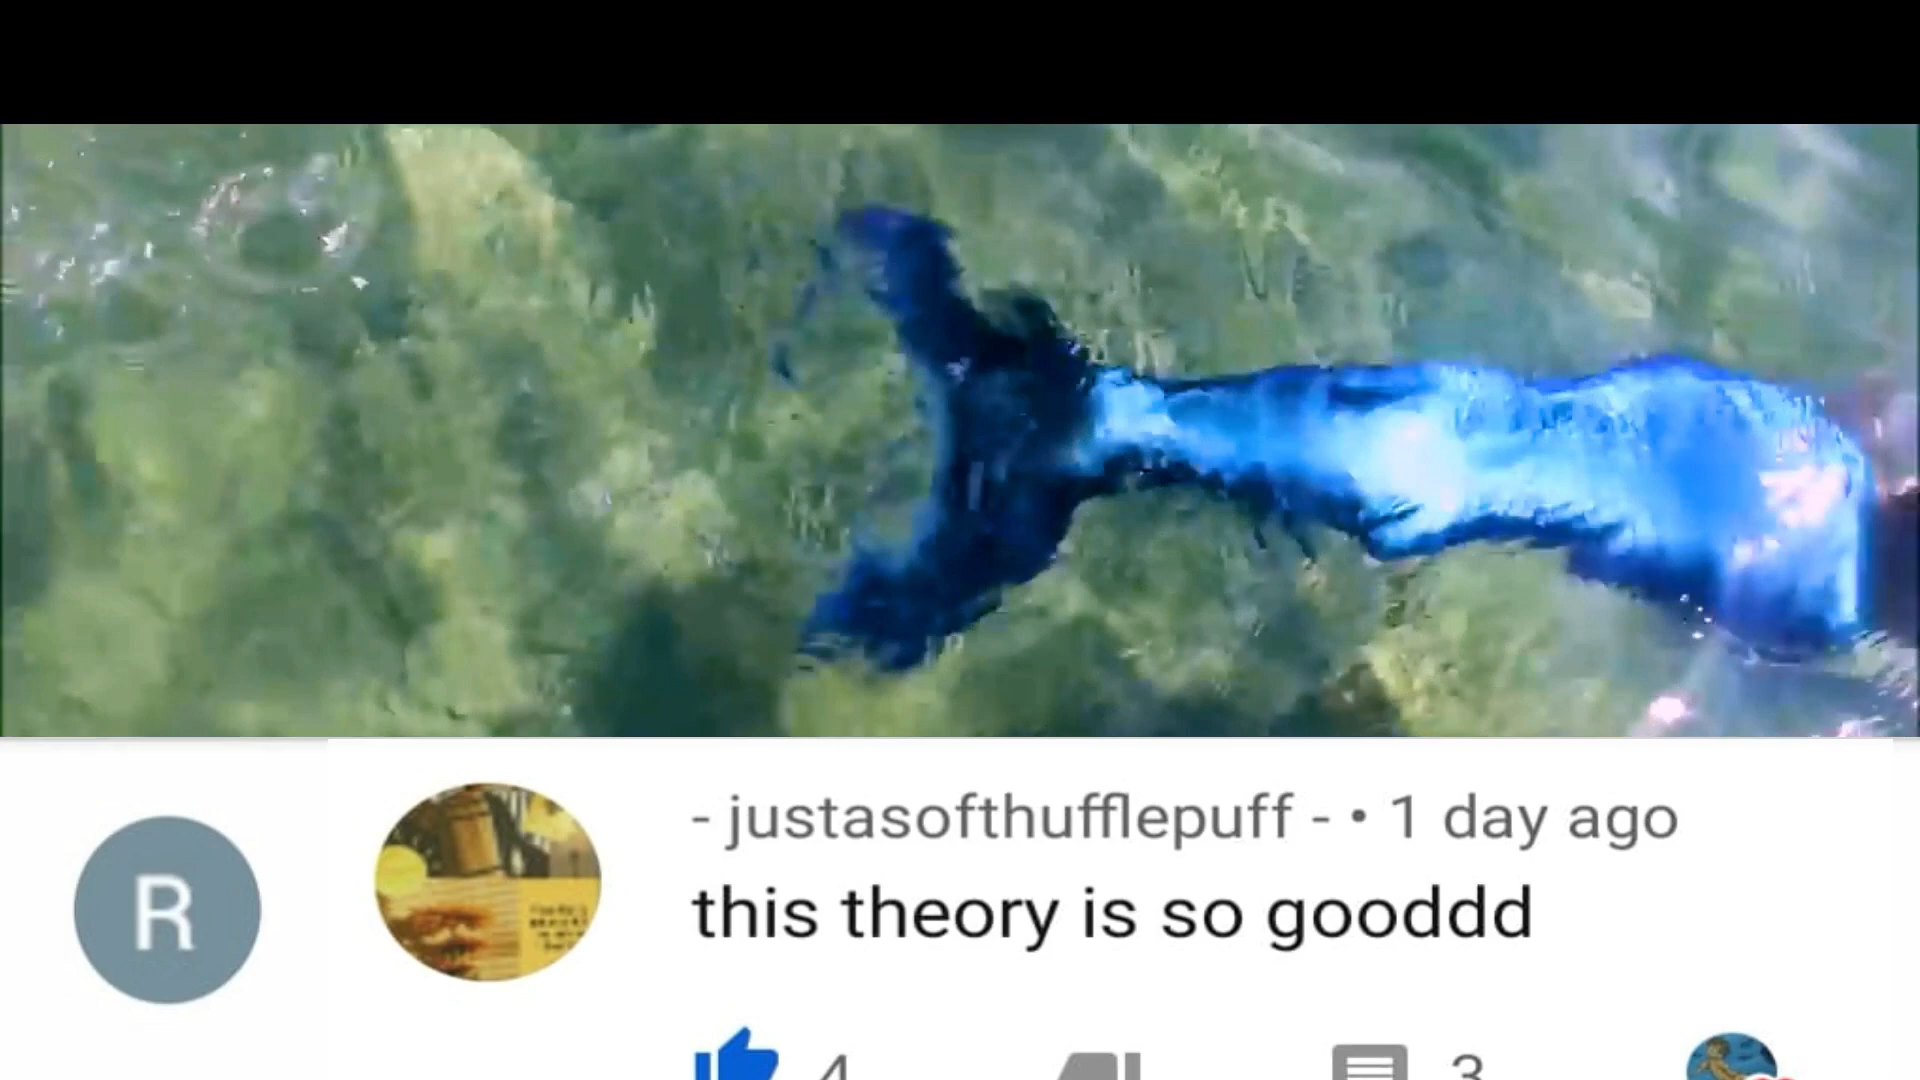 - justasofthufflepuff - • 1 day ago
R
this theory is so gooddd
4
3